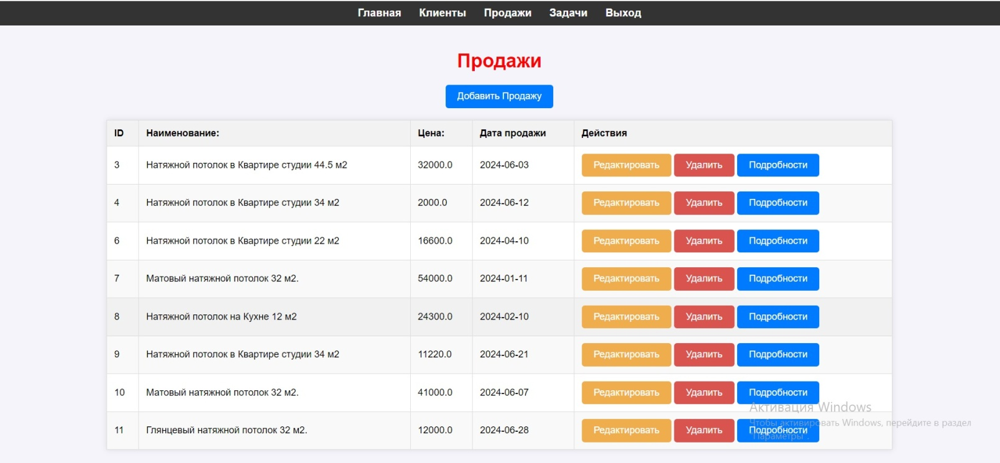 Главная Клиенты Продажи Задачи Выход
Продажи
Добавить Продажу
ID Наименование: Цена: Дата продажи Действия
3 Натяжной потолок в Квартире студии 44.5 м2 32000.0 2024-06-03 Редактировать Удалить Подробности
4 Натяжной потолок в Квартире студии 34 м2 2000.0 2024-06-12 Редактировать Удалить Подробности
6 Натяжной потолок в Квартире студии 22 м2 16600.0 2024-04-10 Редактировать Удалить Подробности
7 Матовый натяжной потолок 32 м2. 54000.0 2024-01-11 Редактировать Удалить Подробности
8 Натяжной потолок на Кухне 12 м2 24300.0 2024-02-10 Редактировать Удалить Подробности
9 Натяжной потолок в Квартире студии 34 м2 11220.0 2024-06-21 Редактировать Удалить Подробности
10 Матовый натяжной потолок 32 м2. 41000.0 2024-06-07 Редактировать Удалить Подробности
Активация Windows
Чтобы активировать Windows, перейдите в раздел
11 Глянцевый натяжной потолок 32 м2. 12000.0 2024-06-28 Редактировать Удалить Подробности
"Параметры".